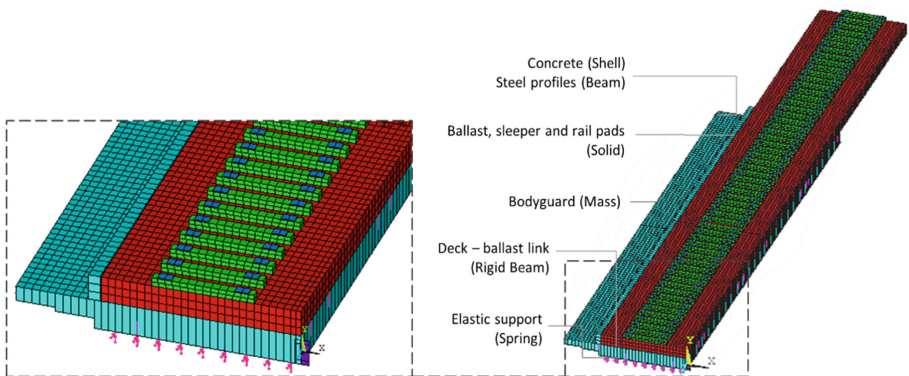 Concrete (Shell)
Steel profiles (Beam)
Ballast, sleeper and rail pads
(Solid)
Bodyguard (Mass)
Deck – ballast link
(Rigid Beam)
Elastic support
(Spring)
Y
X
Y
X